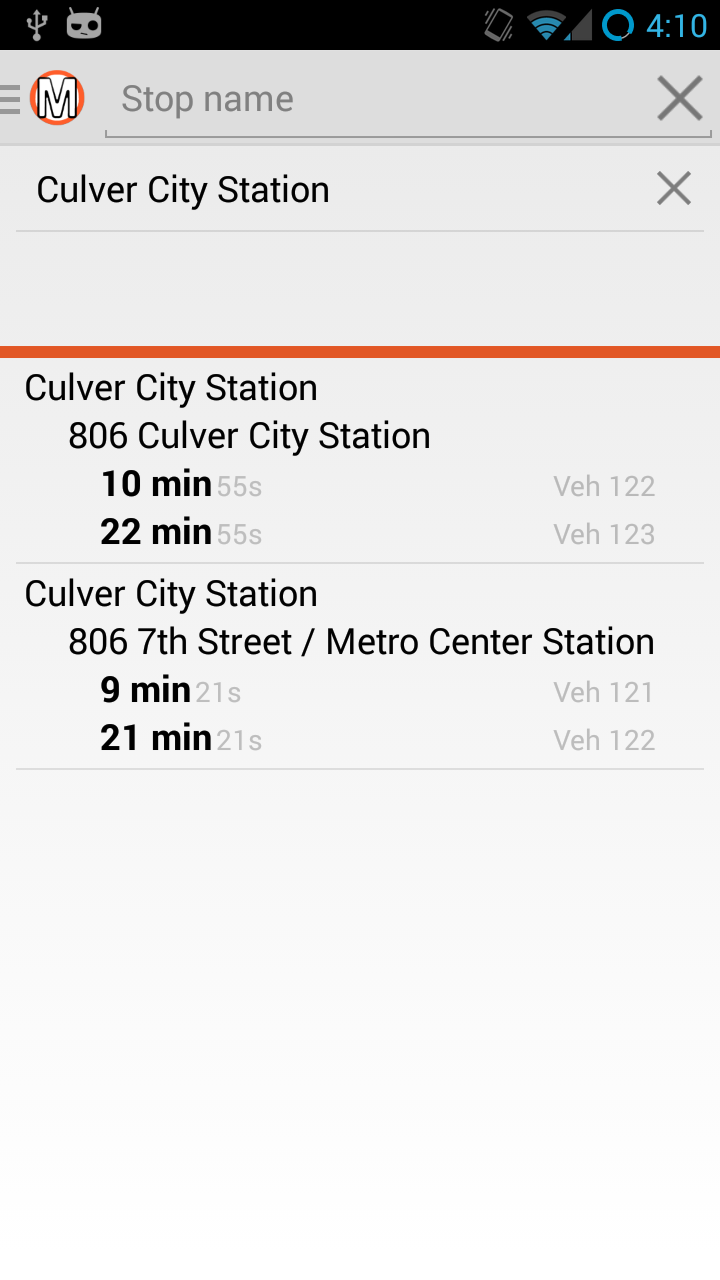 4:10
M Stop name
Culver City Station
Culver City Station
806 Culver City Station
10 min 55s Veh 122
22 min 55s Veh 123
Culver City Station
806 7th Street / Metro Center Station
9 min 21s Veh 121
21 min 21s Veh 122